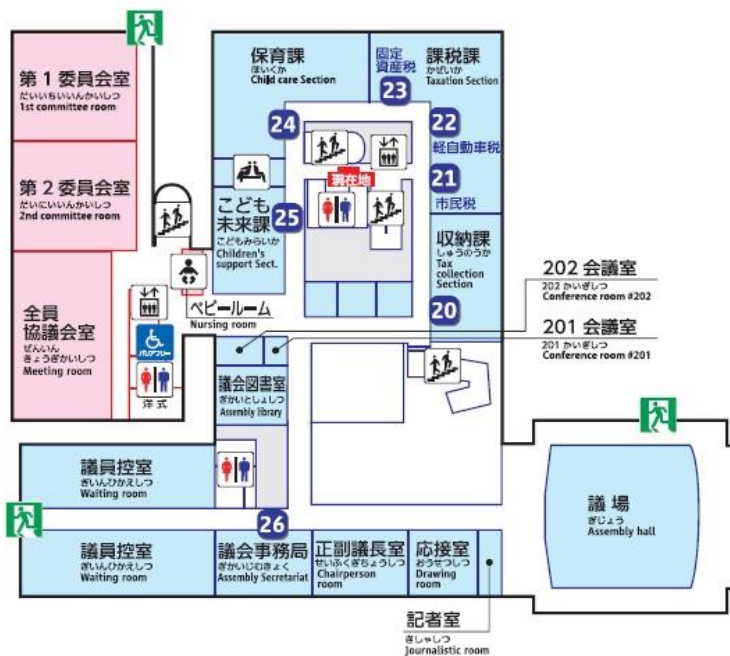 第1委員会室
だいいちいいんかいしつ
1st committee room
第2委員会室
だいにいいんかいしつ
2nd committee room
全員
協議会室
ぜんいん
きょうぎかいしつ
Meeting room
バリアフリー
洋式
ベビールーム
Nursing room
保育課
ほいくか
Child care Section
固定
資産税
23
課税課
かぜいか
Taxation Section
24
22
軽自動車税
21
市民税
現在地
こども
未来課
こどもみらいか
Children's
support Sect.
25
収納課
しゅうのうか
Tax
collection
Section
20
202 会議室
202 かいぎしつ
Conference room #202
201 会議室
201 かいぎしつ
Conference room #201
議会図書室
ぎかいとしょしつ
Assembly library
議員控室
ぎいんひかえしつ
Waiting room
26
議員控室
ぎいんひかえしつ
Waiting room
議会事務局
ぎかいじむきょく
Assembly Secretariat
正副議長室
せいふくぎちょうしつ
Chairperson
room
応接室
おうせつしつ
Drawing
room
記者室
きしゃしつ
Journalistic room
議場
ぎじょう
Assembly hall